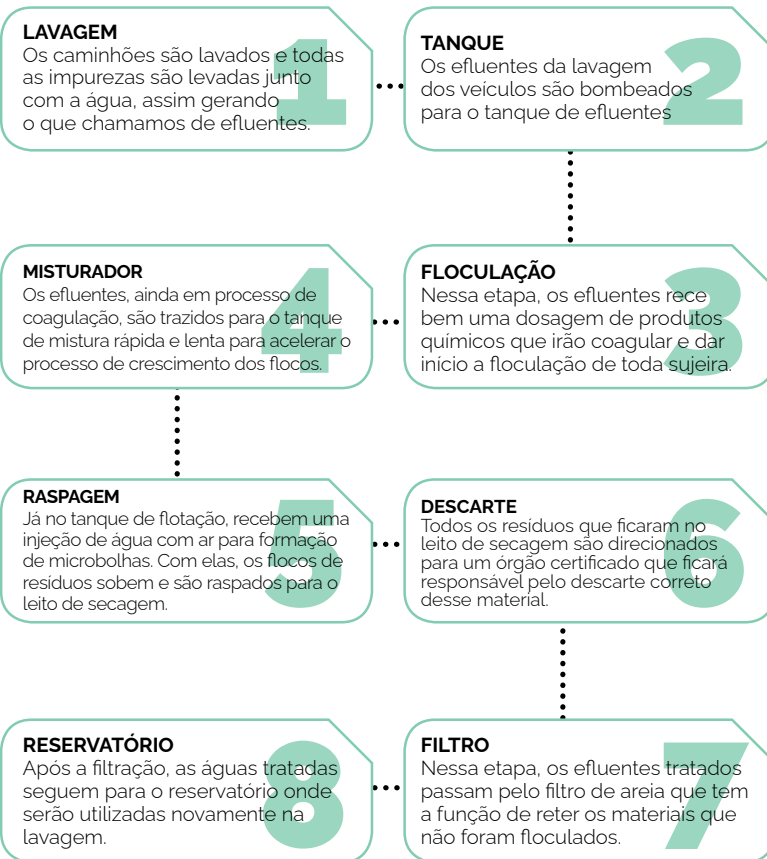 1
LAVAGEM
Os caminhões são lavados e todas
as impurezas são levadas junto
com a água, assim gerando
o que chamamos de efluentes.
2
TANQUE
Os efluentes da lavagem
dos veículos são bombeados
para o tanque de efluentes
3
FLOCULAÇÃO
Nessa etapa, os efluentes rece
bem uma dosagem de produtos
químicos que irão coagular e dar
início a floculação de toda sujeira.
4
MISTURADOR
Os efluentes, ainda em processo de
coagulação, são trazidos para o tanque
de mistura rápida e lenta para acelerar o
processo de crescimento dos flocos.
5
RASPAGEM
Já no tanque de flotação, recebem uma
injeção de água com ar para formação
de microbolhas. Com elas, os flocos de
resíduos sobem e são raspados para o
leito de secagem.
6
DESCARTE
Todos os resíduos que ficaram no
leito de secagem são direcionados
para um órgão certificado que ficará
responsável pelo descarte correto
desse material.
7
FILTRO
Nessa etapa, os efluentes tratados
passam pelo filtro de areia que tem
a função de reter os materiais que
não foram floculados.
8
RESERVATÓRIO
Após a filtração, as águas tratadas
seguem para o reservatório onde
serão utilizadas novamente na
lavagem.